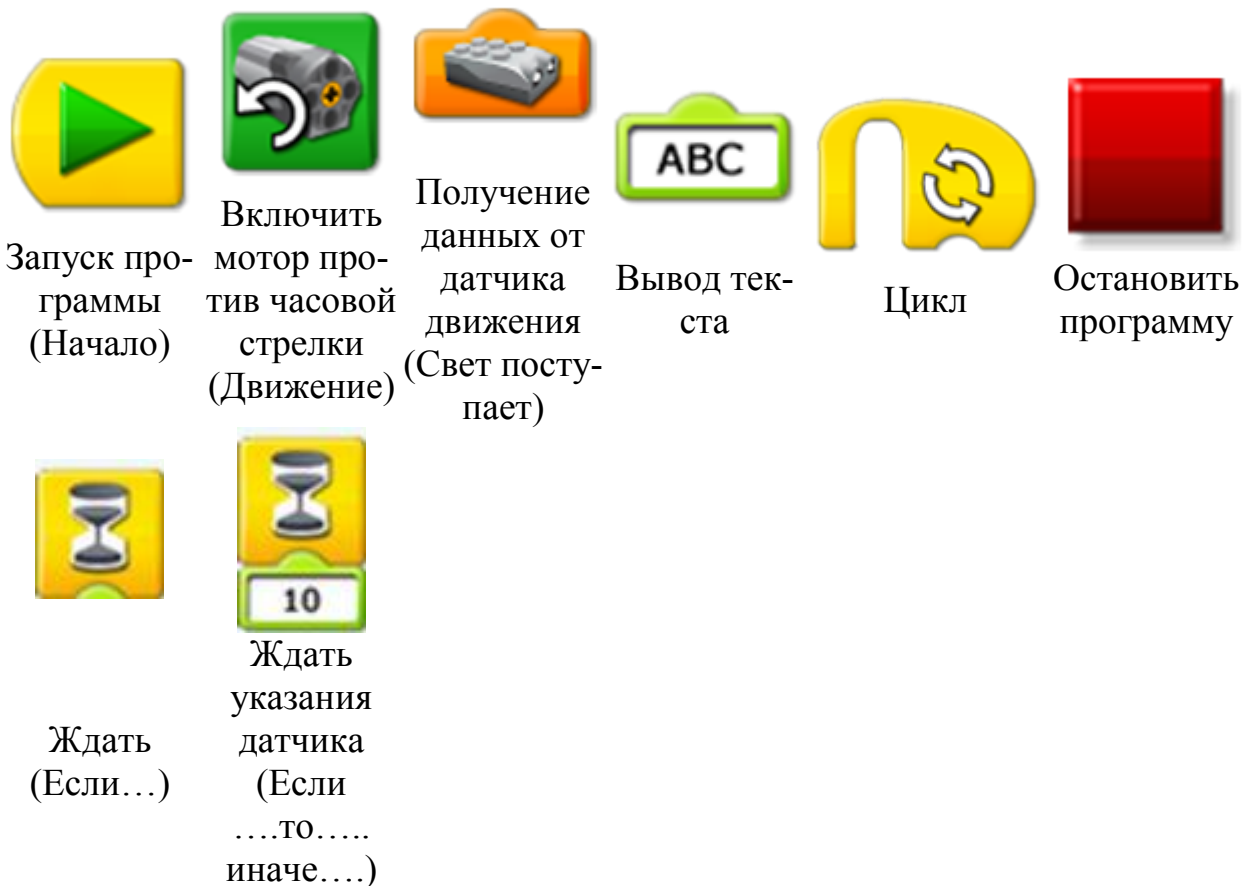 Запуск про-
граммы
(Начало)
Включить
мотор про-
тив часовой
стрелки
(Движение)
Получение
данных от
датчика
движения
(Свет посту-
пает)
ABC
Вывод тек-
ста
Цикл
Остановить
программу
Ждать
(Если…)
10
Ждать
указания
датчика
(Если
….то…..
иначе….)